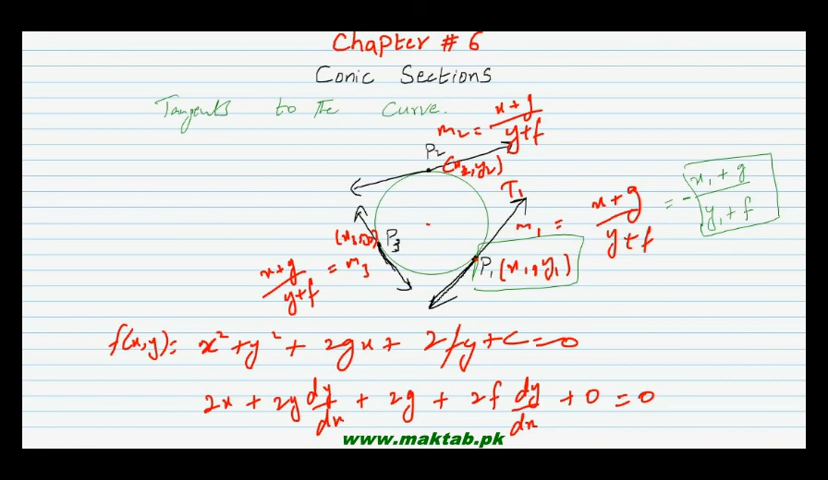 Chapter # 6
Conic Sections
Tangents to the Curve.
m₂ = x+g / y+f
P₂
(x₂,y₂)
T₁
m₁ = x+g / y+f = - x₁+g / y₁+f
P₃
P₁(x₁,y₁)
x+g / y+f = m₃
f(x,y): x²+y²+ 2gx+ 2fy+c=0
2x + 2y dy/dx + 2g + 2f dy/dx + 0 = 0
www.maktab.pk